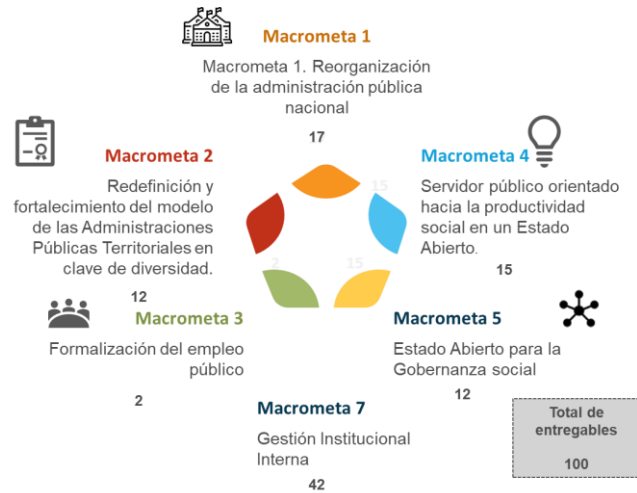 Macrometa 1
Macrometa 1. Reorganización
de la administración pública
nacional
17
Macrometa 2
Redefinición y
fortalecimiento del modelo
de las Administraciones
Públicas Territoriales en
clave de diversidad.
12
Macrometa 4
Servidor público orientado
hacia la productividad
social en un Estado
Abierto.
15
15
2
15
Macrometa 3
Formalización del empleo
público
2
Macrometa 5
Estado Abierto para la
Gobernanza social
12
Macrometa 7
Gestión Institucional
Interna
42
Total de
entregables
100